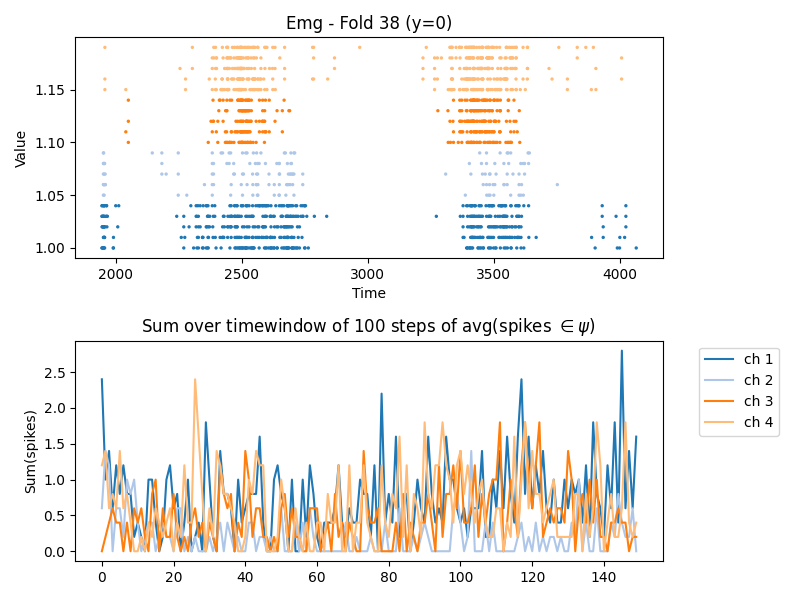 Emg - Fold 38 (y=0)
Value
1.15
1.10
1.05
1.00
2000 2500 3000 3500 4000
Time
Sum over timewindow of 100 steps of avg(spikes ∈ψ)
Sum(spikes)
2.5
2.0
1.5
1.0
0.5
0.0
0 20 40 60 80 100 120 140
ch 1
ch 2
ch 3
ch 4